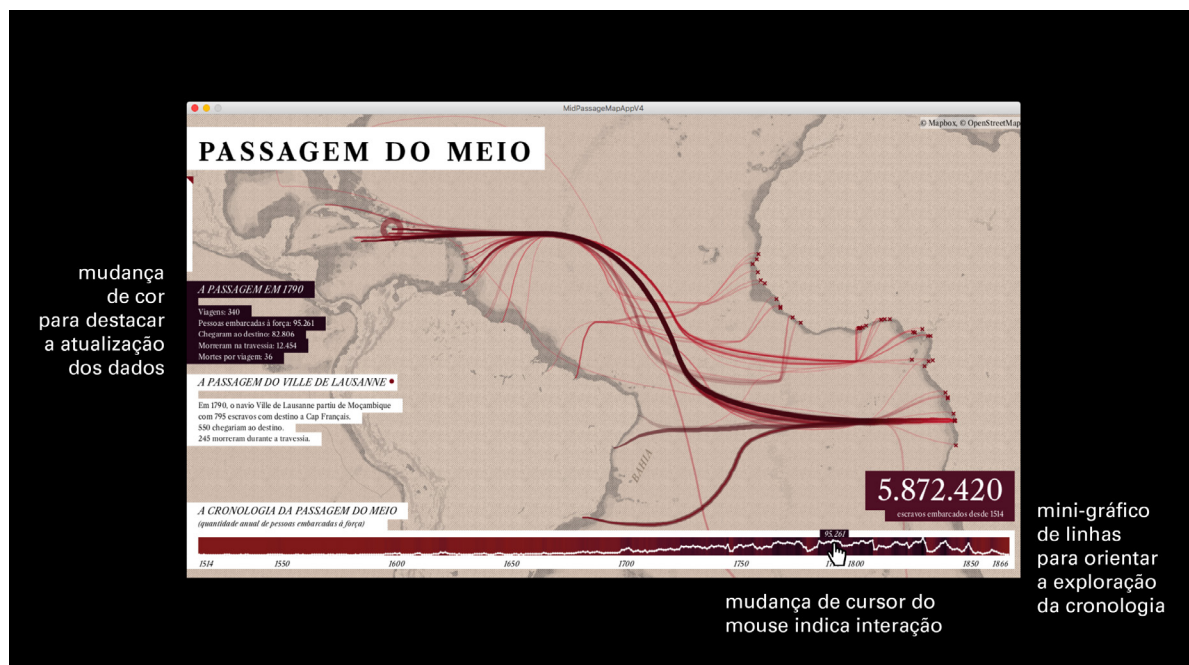 MidPassageMapAppV4
© Mapbox, © OpenStreetMap
PASSAGEM DO MEIO
mudança
de cor
para destacar
a atualização
dos dados
A PASSAGEM EM 1790
Viagens: 340
Pessoas embarcadas à força: 95.261
Chegaram ao destino: 82.806
Morreram na travessia: 12.454
Mortes por viagem: 36
A PASSAGEM DO VILLE DE LAUSANNE
Em 1790, o navio Ville de Lausanne partiu de Moçambique
com 795 escravos com destino a Cap Français.
550 chegariam ao destino.
245 morreram durante a travessia.
BAHIA
5.872.420
escravos embarcados desde 1514
A CRONOLOGIA DA PASSAGEM DO MEIO
(quantidade anual de pessoas embarcadas à força)
95.261
1514 1550 1600 1650 1700 1750 1800 1850 1866
mini-gráfico
de linhas
para orientar
a exploração
da cronologia
mudança de cursor do
mouse indica interação